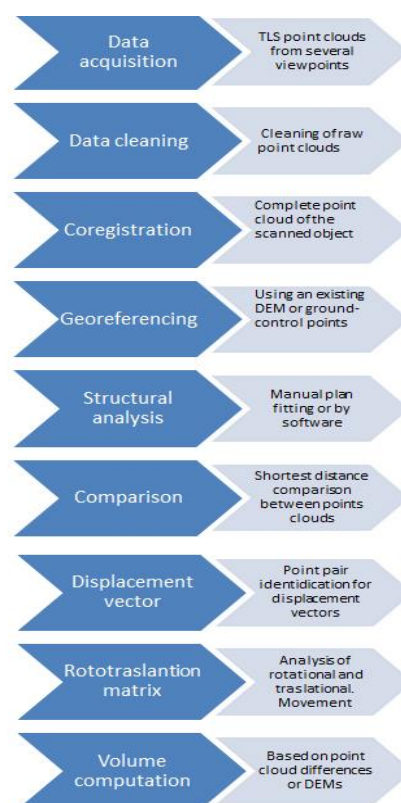 Data
acquisition
TLS point clouds
from several
viewpoints
Data cleaning
Cleaning of raw
point clouds
Coregistration
Complete point
cloud of the
scanned object
Georeferencing
Using an existing
DEM or ground-
control points
Structural
analysis
Manual plan
fitting or by
software
Comparison
Shortest distance
comparison
between points
clouds
Displacement
vector
Point pair
identidication for
displacement
vectors
Rototraslantion
matrix
Analysis of
rotational and
traslational.
Movement
Volume
computation
Based on point
cloud differences
or DEMs